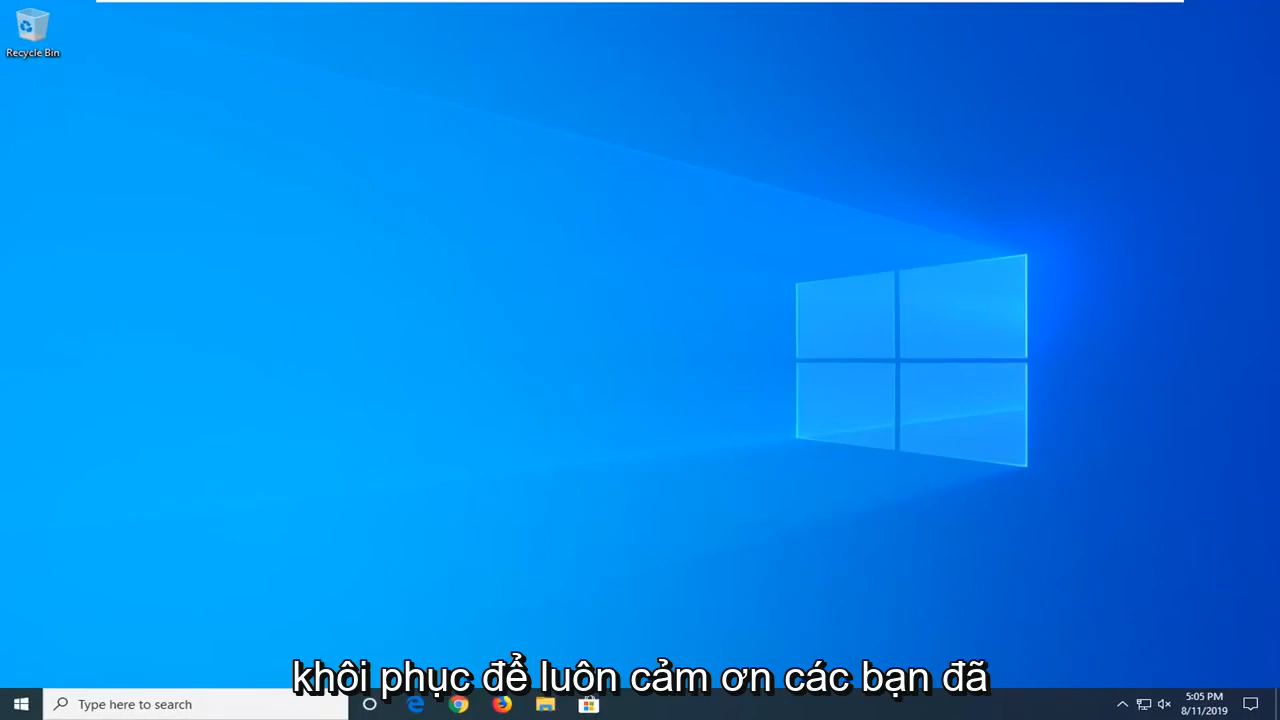 Recycle Bin
khôi phục để luôn cảm ơn các bạn đã
Type here to search
5:05 PM
8/11/2019